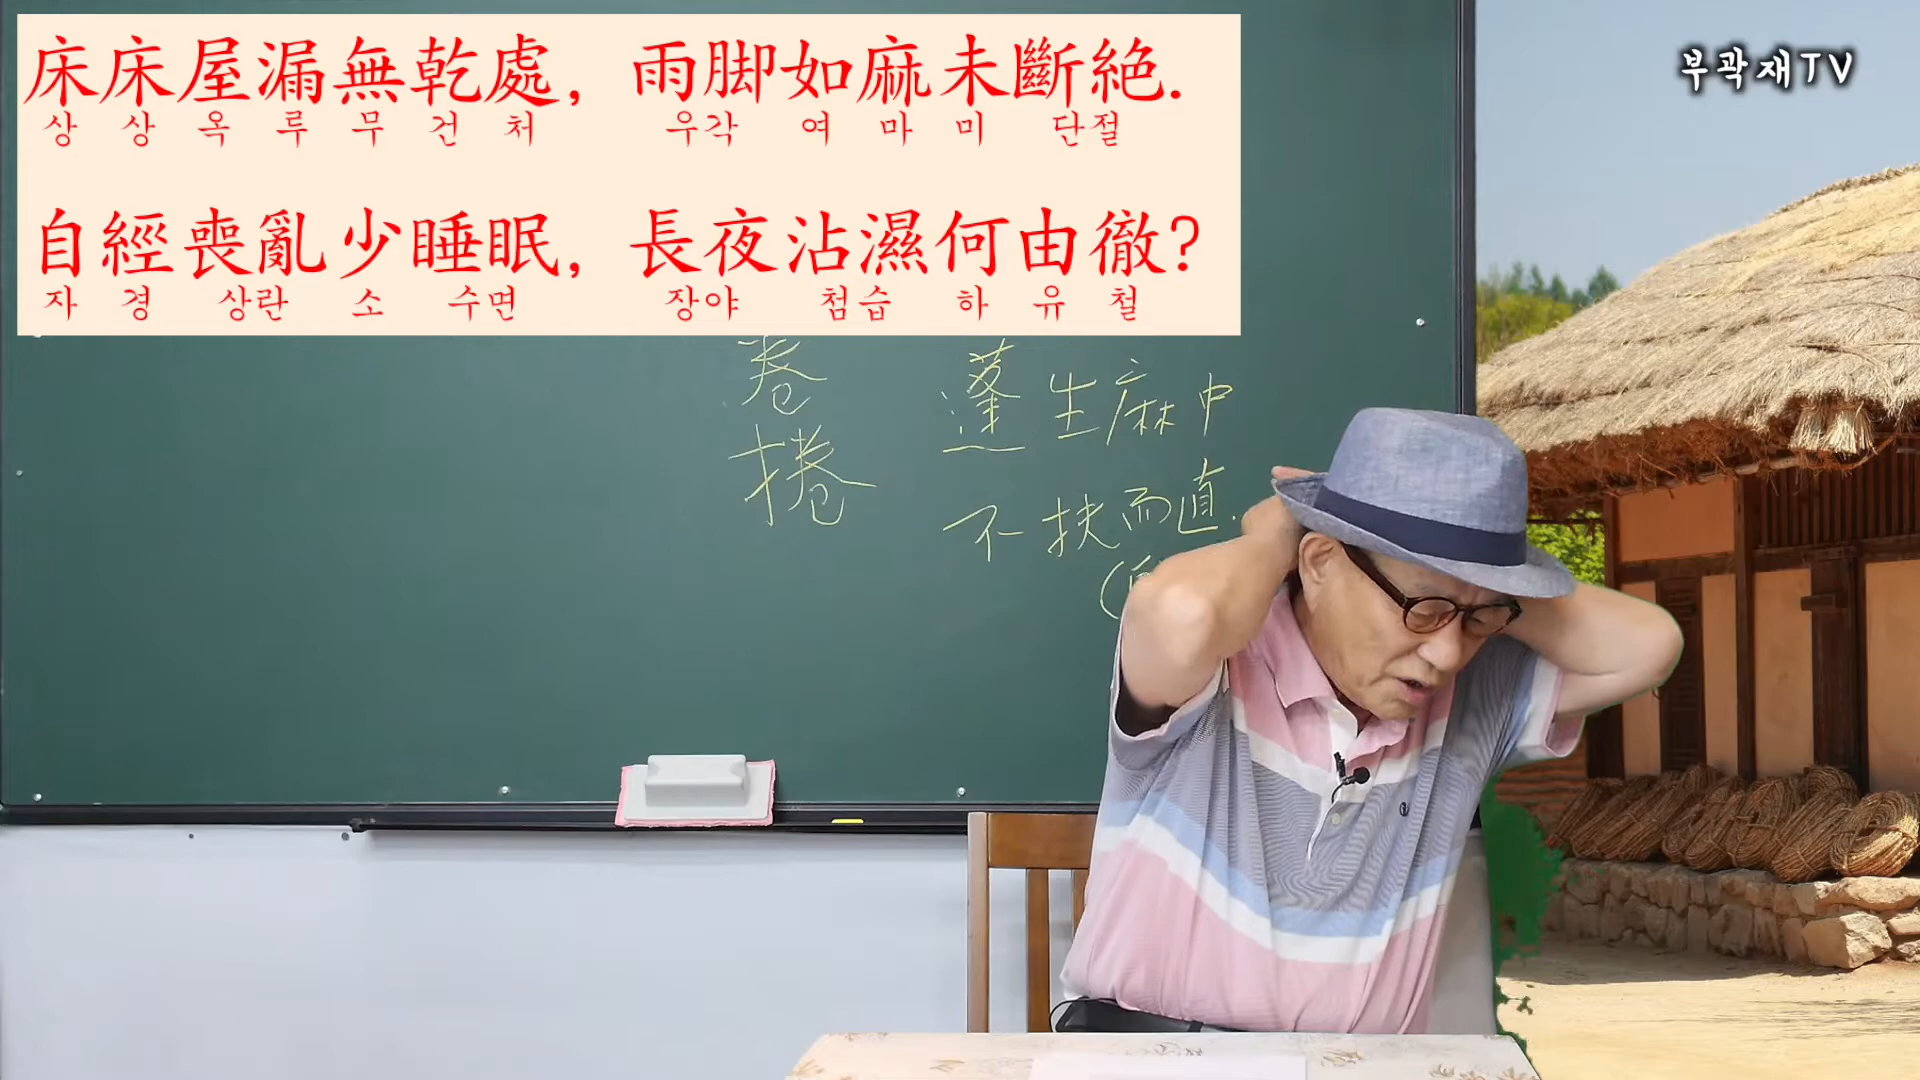 床床屋漏無乾處, 雨脚如麻未斷絶.
상 상 옥 루 무 건 처 우각 여 마 미 단절
自經喪亂少睡眠, 長夜沾濕何由徹?
자 경 상란 소 수면 장야 첨습 하 유 철
부곽재TV
捲
蓬生麻中
不扶而直.